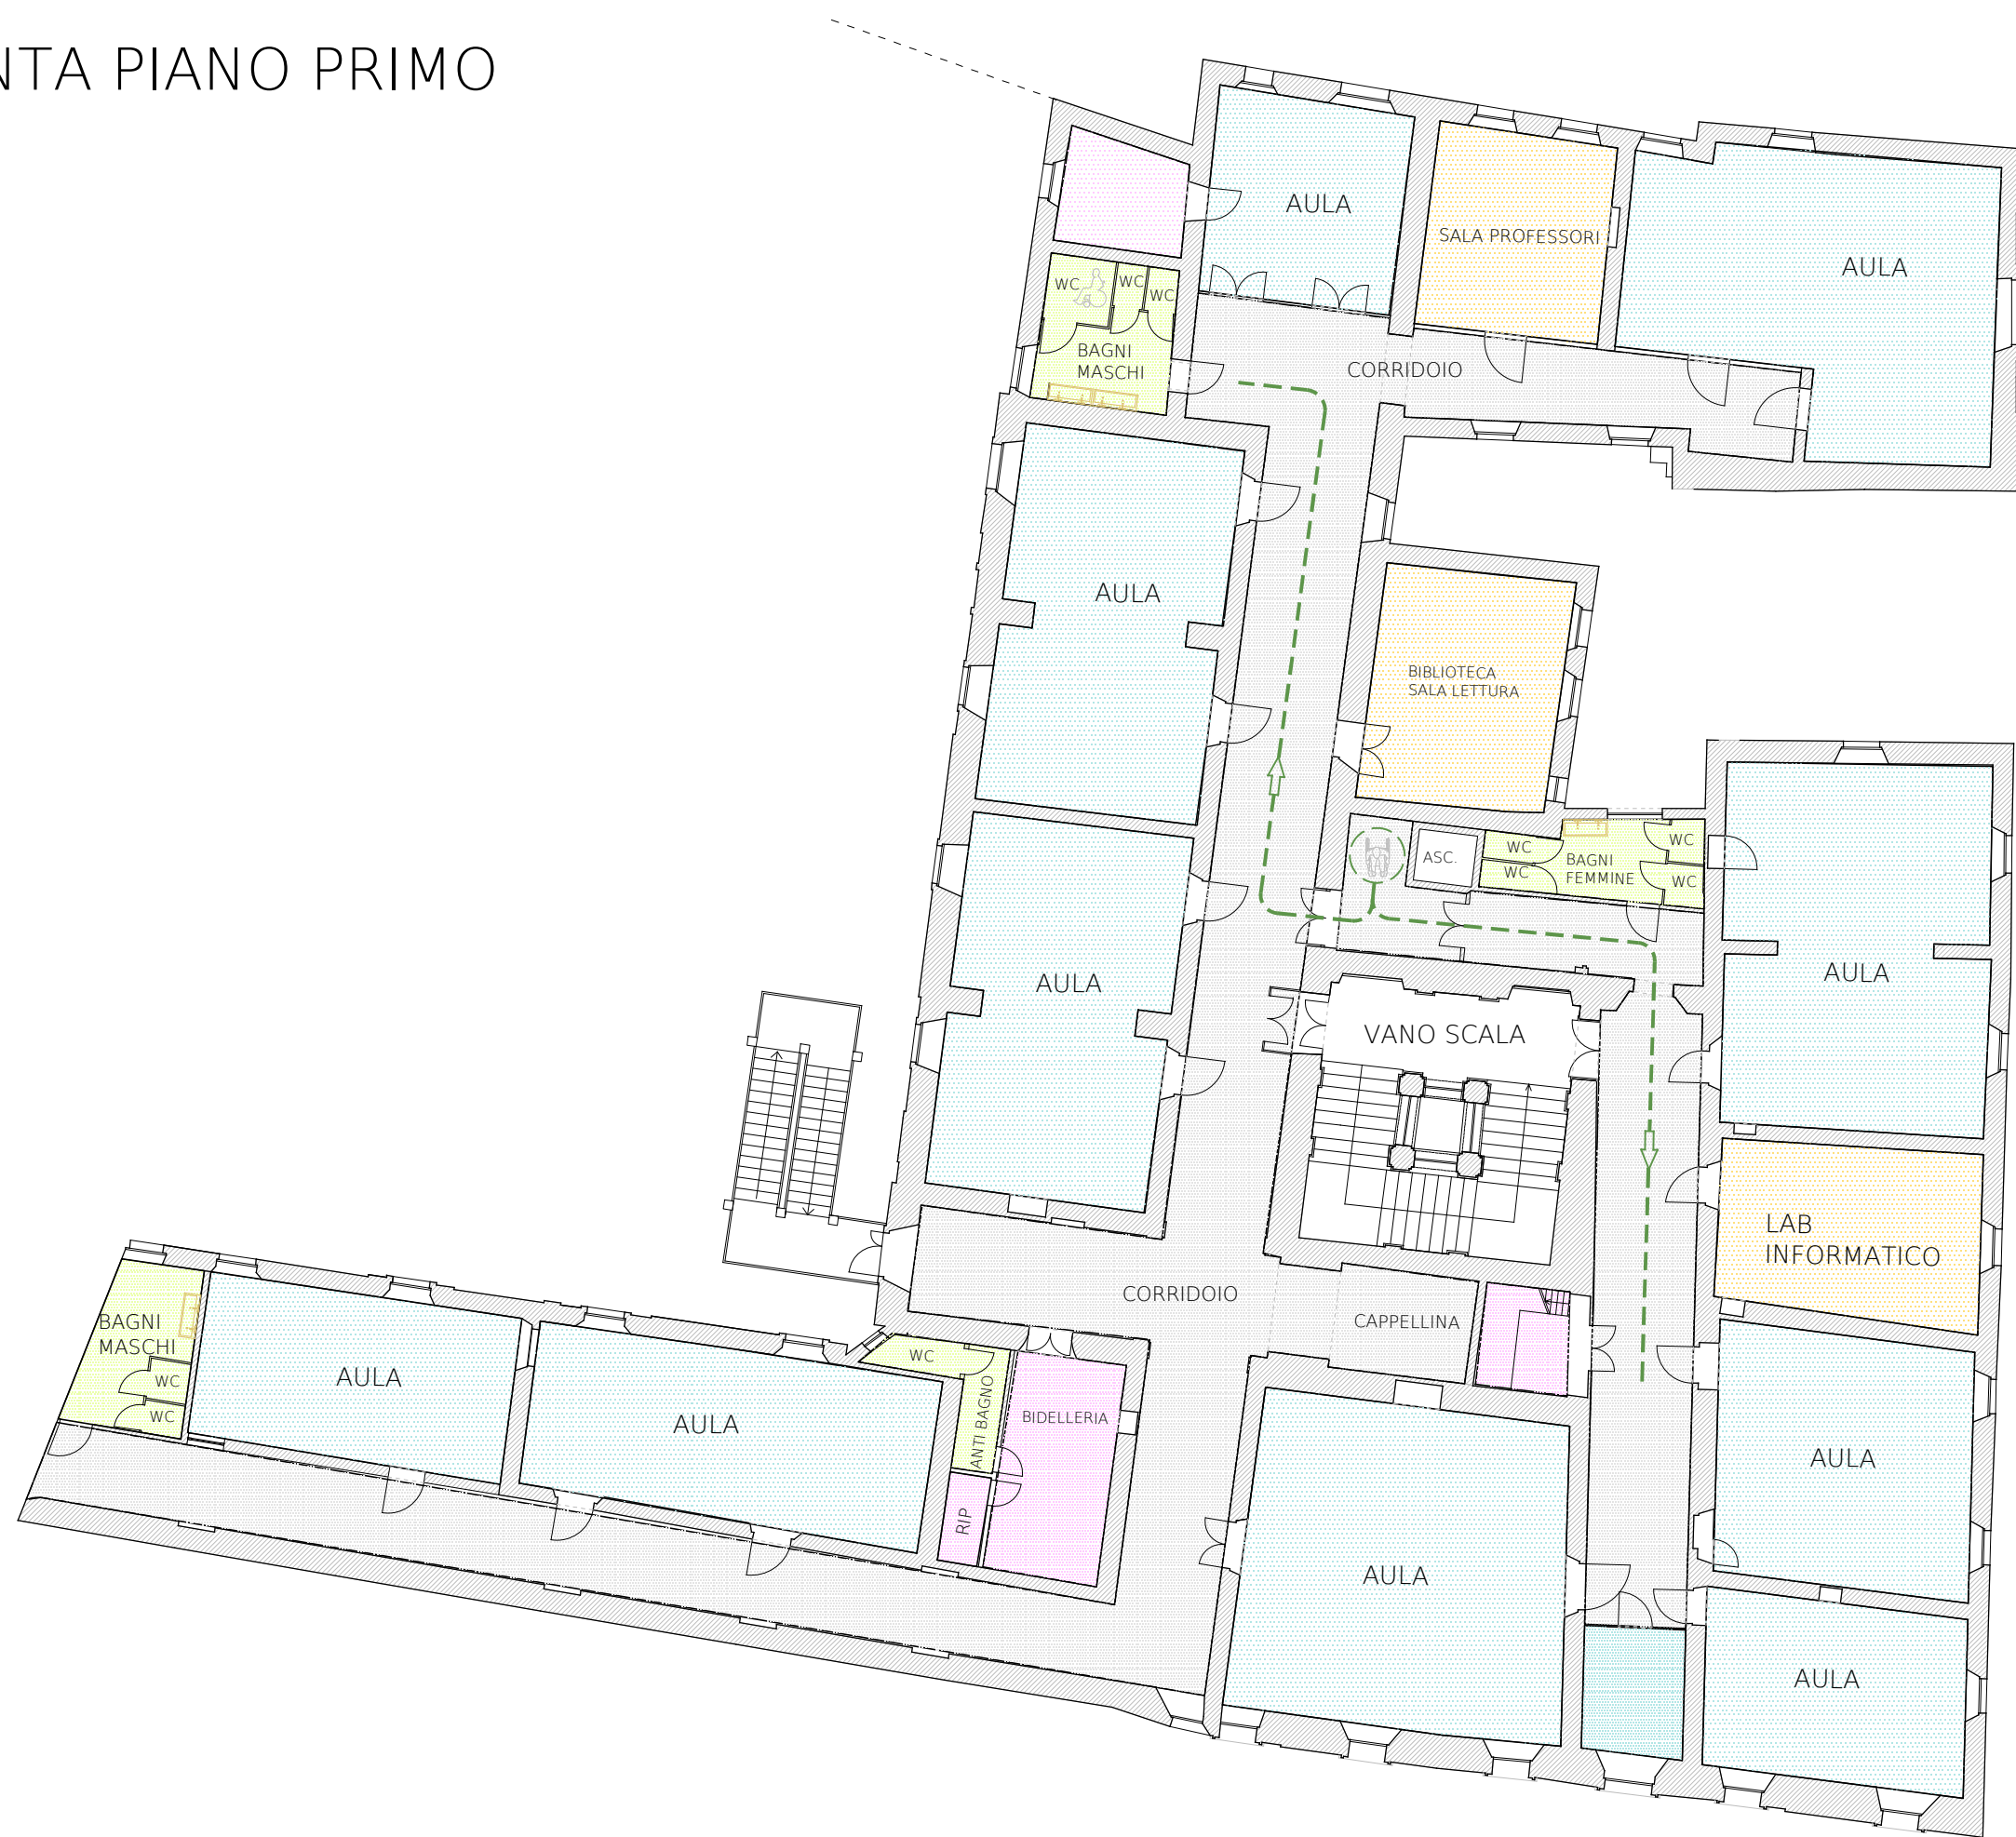 NTA PIANO PRIMO
AULA
SALA PROFESSORI
AULA
WC
WC
WC
BAGNI
MASCHI
CORRIDOIO
AULA
BIBLIOTECA
SALA LETTURA
ASC.
WC
WC
BAGNI
FEMMINE
WC
WC
AULA
AULA
VANO SCALA
LAB
INFORMATICO
CORRIDOIO
CAPPELLINA
BAGNI
MASCHI
WC
WC
AULA
AULA
WC
ANTI BAGNO
BIDELLERIA
RIP
AULA
AULA
AULA